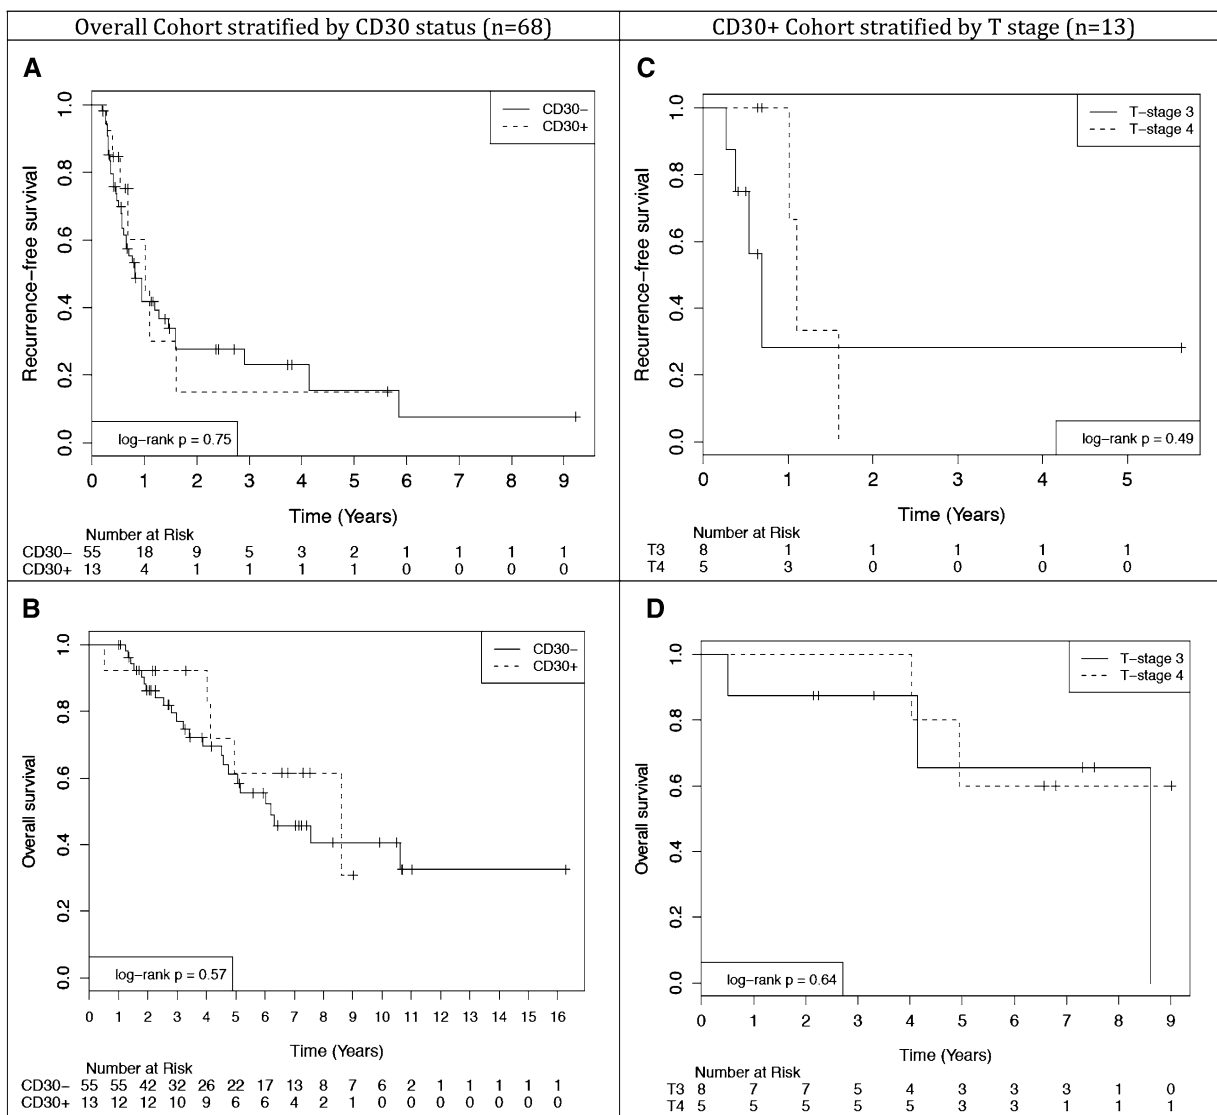 Overall Cohort stratified by CD30 status (n=68)
CD30+ Cohort stratified by T stage (n=13)
A
Recurrence−free survival
1.0
0.8
0.6
0.4
0.2
0.0
CD30−
CD30+
log−rank p = 0.75
0 1 2 3 4 5 6 7 8 9
Time (Years)
Number at Risk
CD30− 55 18 9 5 3 2 1 1 1 1
CD30+ 13 4 1 1 1 1 0 0 0 0
C
Recurrence−free survival
1.0
0.8
0.6
0.4
0.2
0.0
T−stage 3
T−stage 4
log−rank p = 0.49
0 1 2 3 4 5
Time (Years)
Number at Risk
T3 8 1 1 1 1 1
T4 5 3 0 0 0 0
B
Overall survival
1.0
0.8
0.6
0.4
0.2
0.0
CD30−
CD30+
log−rank p = 0.57
0 1 2 3 4 5 6 7 8 9 10 11 12 13 14 15 16
Time (Years)
Number at Risk
CD30− 55 55 42 32 26 22 17 13 8 7 6 2 1 1 1 1 1
CD30+ 13 12 12 10 9 6 6 4 2 1 0 0 0 0 0 0 0
D
Overall survival
1.0
0.8
0.6
0.4
0.2
0.0
T−stage 3
T−stage 4
log−rank p = 0.64
0 1 2 3 4 5 6 7 8 9
Time (Years)
Number at Risk
T3 8 7 7 5 4 3 3 3 1 0
T4 5 5 5 5 5 3 3 1 1 1